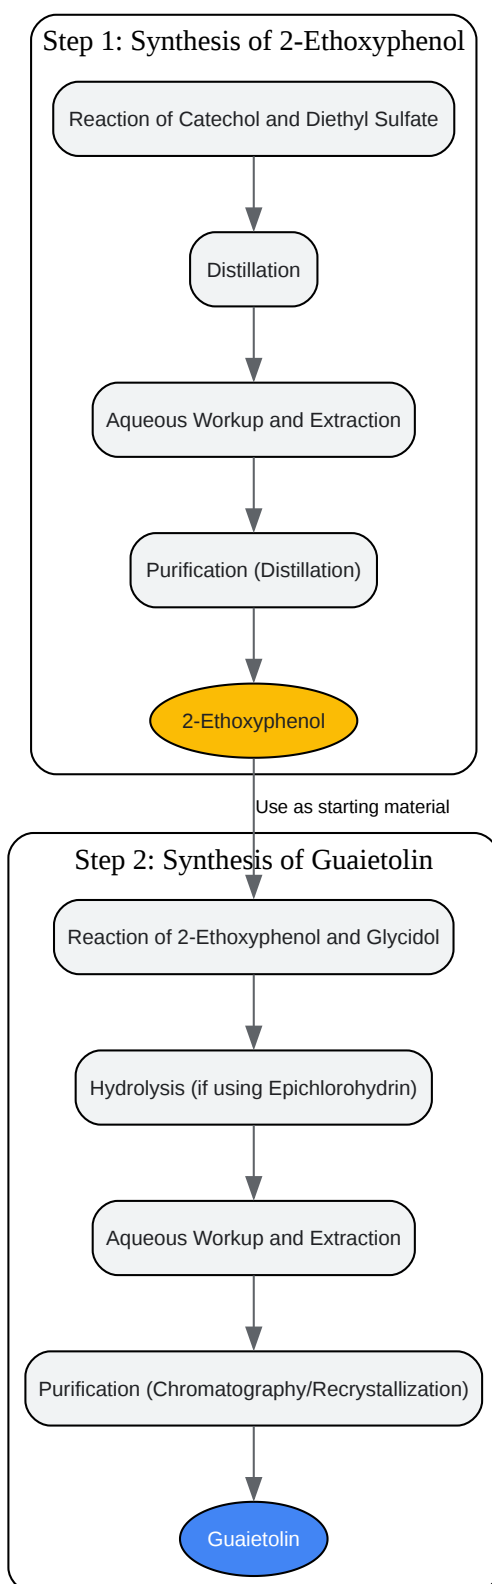 Step 1: Synthesis of 2-Ethoxyphenol
Reaction of Catechol and Diethyl Sulfate
Distillation
Aqueous Workup and Extraction
Purification (Distillation)
2-Ethoxyphenol
Use as starting material
Step 2: Synthesis of Guaietolin
Reaction of 2-Ethoxyphenol and Glycidol
Hydrolysis (if using Epichlorohydrin)
Aqueous Workup and Extraction
Purification (Chromatography/Recrystallization)
Guaietolin